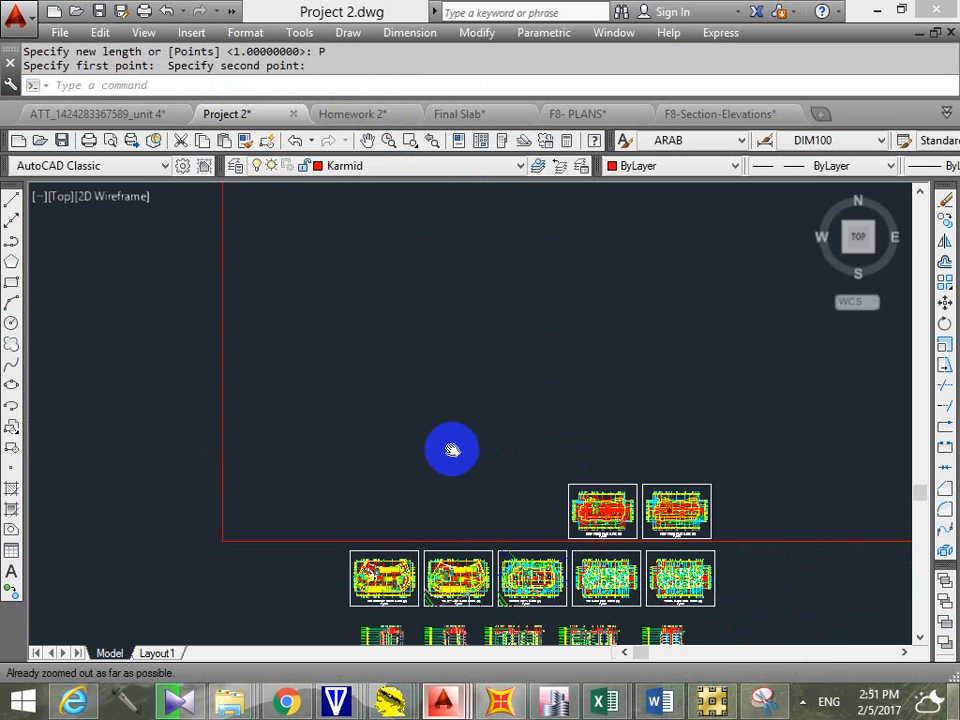 Project 2.dwg
Type a keyword or phrase
Sign In
File Edit View Insert Format Tools Draw Dimension Modify Parametric Window Help Express
Specify new length or [Points] <1.00000000>: P
Specify first point: Specify second point:
Type a command
ATT_1424283367589_unit 4* Project 2* Homework 2* Final Slab* F8- PLANS* F8-Section-Elevations*
ARAB DIM100 Standard
AutoCAD Classic Karmid ByLayer ByLayer
[−][Top][2D Wireframe]
N
W TOP E
S
WCS
Model Layout1
Already zoomed out as far as possible.
ENG 2:51 PM
2/5/2017